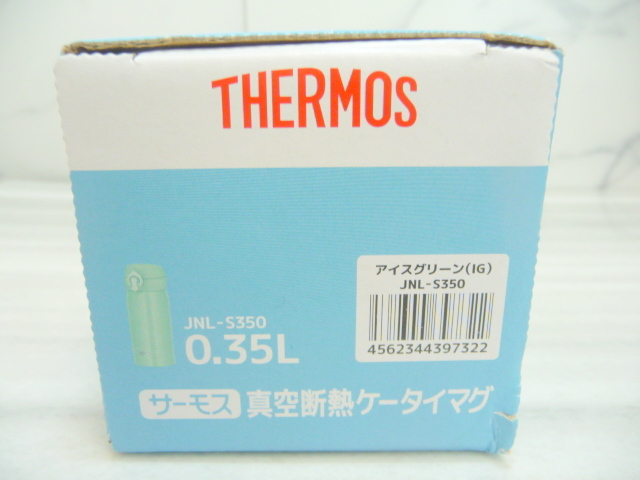 THERMOS
アイスグリーン(IG)
JNL-S350
4562344397322
JNL-S350
0.35L
サーモス 真空断熱ケータイマグ